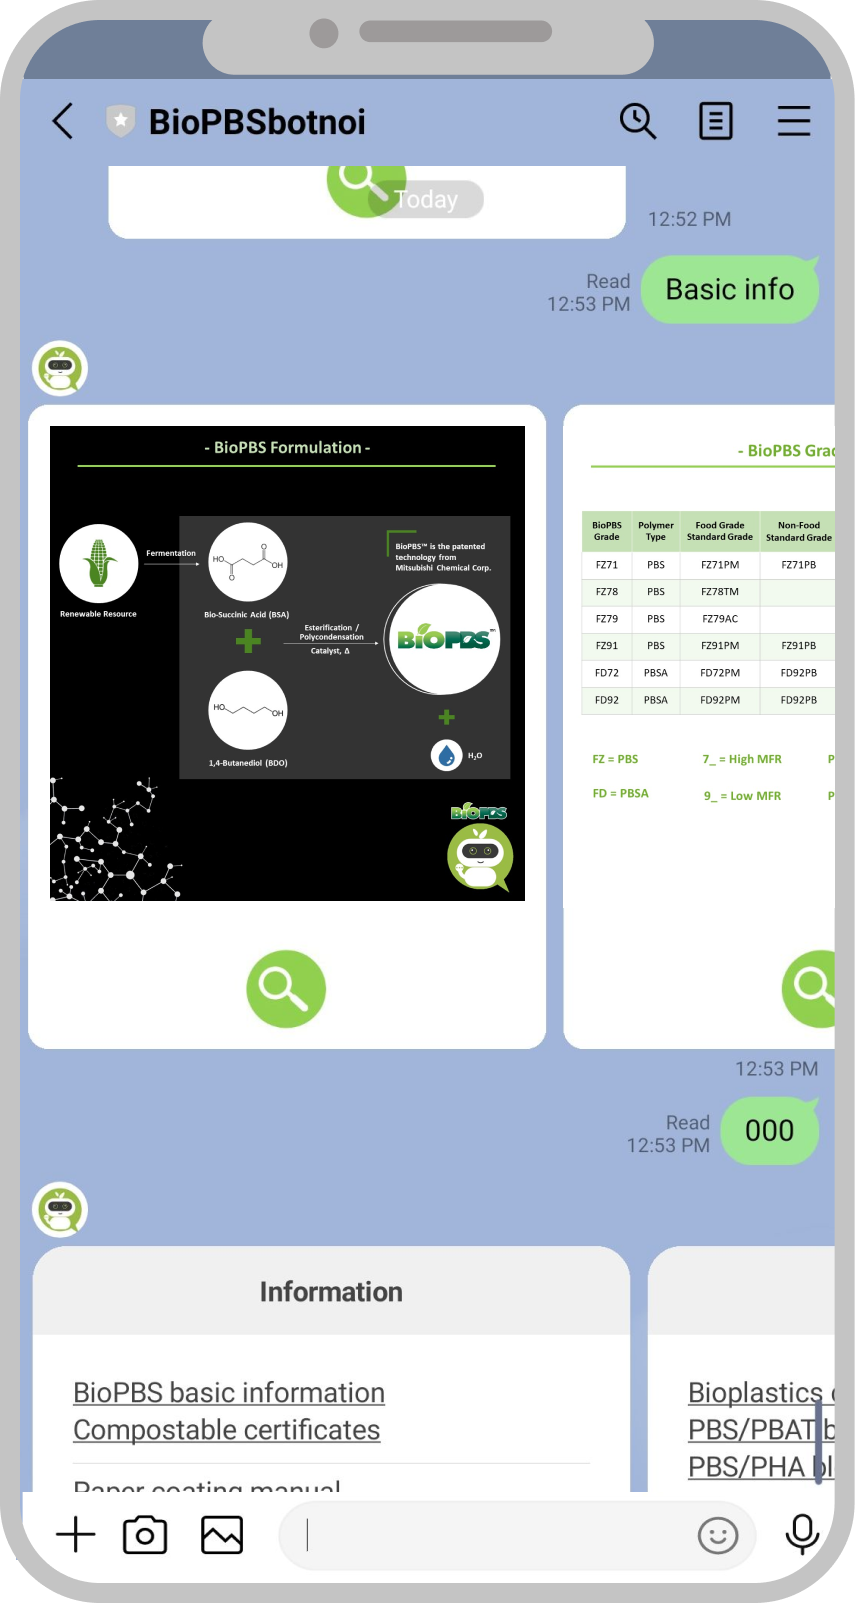 BioPBSbotnoi
Today
12:52 PM
Read
12:53 PM
Basic info
- BioPBS Formulation -
Fermentation
Renewable Resource
HO
O
O
OH
Bio-Succinic Acid (BSA)
BioPBS™ is the patented
technology from
Mitsubishi Chemical Corp.
Esterification /
Polycondensation
Catalyst, Δ
BioPBS™
HO
OH
1,4-Butanediol (BDO)
H₂O
BioPBS
- BioPBS Grad
BioPBS Grade	Polymer Type	Food Grade Standard Grade	Non-Food Standard Grade
FZ71	PBS	FZ71PM	FZ71PB
FZ78	PBS	FZ78TM
FZ79	PBS	FZ79AC
FZ91	PBS	FZ91PM	FZ91PB
FD72	PBSA	FD72PM	FD92PB
FD92	PBSA	FD92PM	FD92PB
FZ = PBS	7_ = High MFR	P
FD = PBSA	9_ = Low MFR	P
12:53 PM
Read
12:53 PM
000
Information
BioPBS basic information
Compostable certificates
Paper coating manual
Bioplastics
PBS/PBAT b
PBS/PHA bl